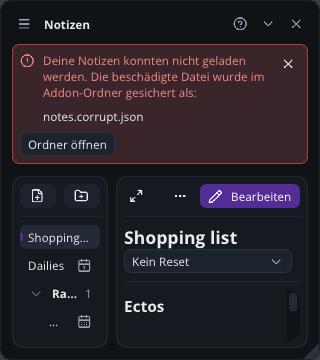 Notizen
Deine Notizen konnten nicht geladen
werden. Die beschädigte Datei wurde im
Addon-Ordner gesichert als:
notes.corrupt.json
Ordner öffnen
Bearbeiten
Shopping...
Dailies
Ra... 1
...
Shopping list
Kein Reset
Ectos